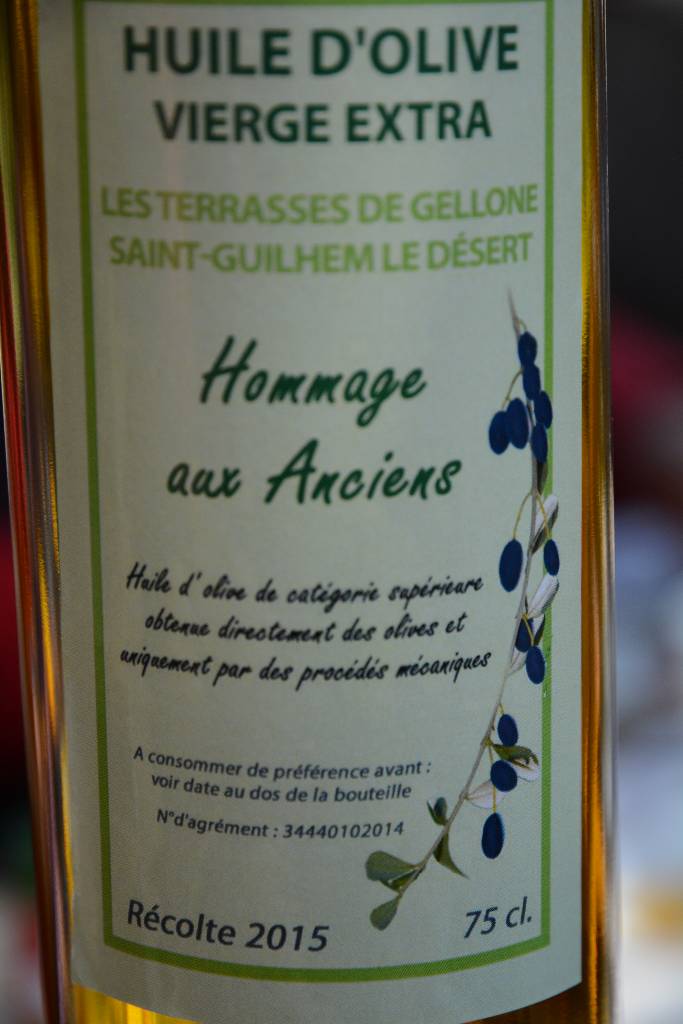 HUILE D'OLIVE
VIERGE EXTRA
LES TERRASSES DE GELLONE
SAINT-GUILHEM LE DÉSERT
Hommage
aux Anciens
Huile d'olive de catégorie supérieure
obtenue directement des olives et
uniquement par des procédés mécaniques
A consommer de préférence avant :
voir date au dos de la bouteille
N°d'agrément : 34440102014
Récolte 2015
75 cl.